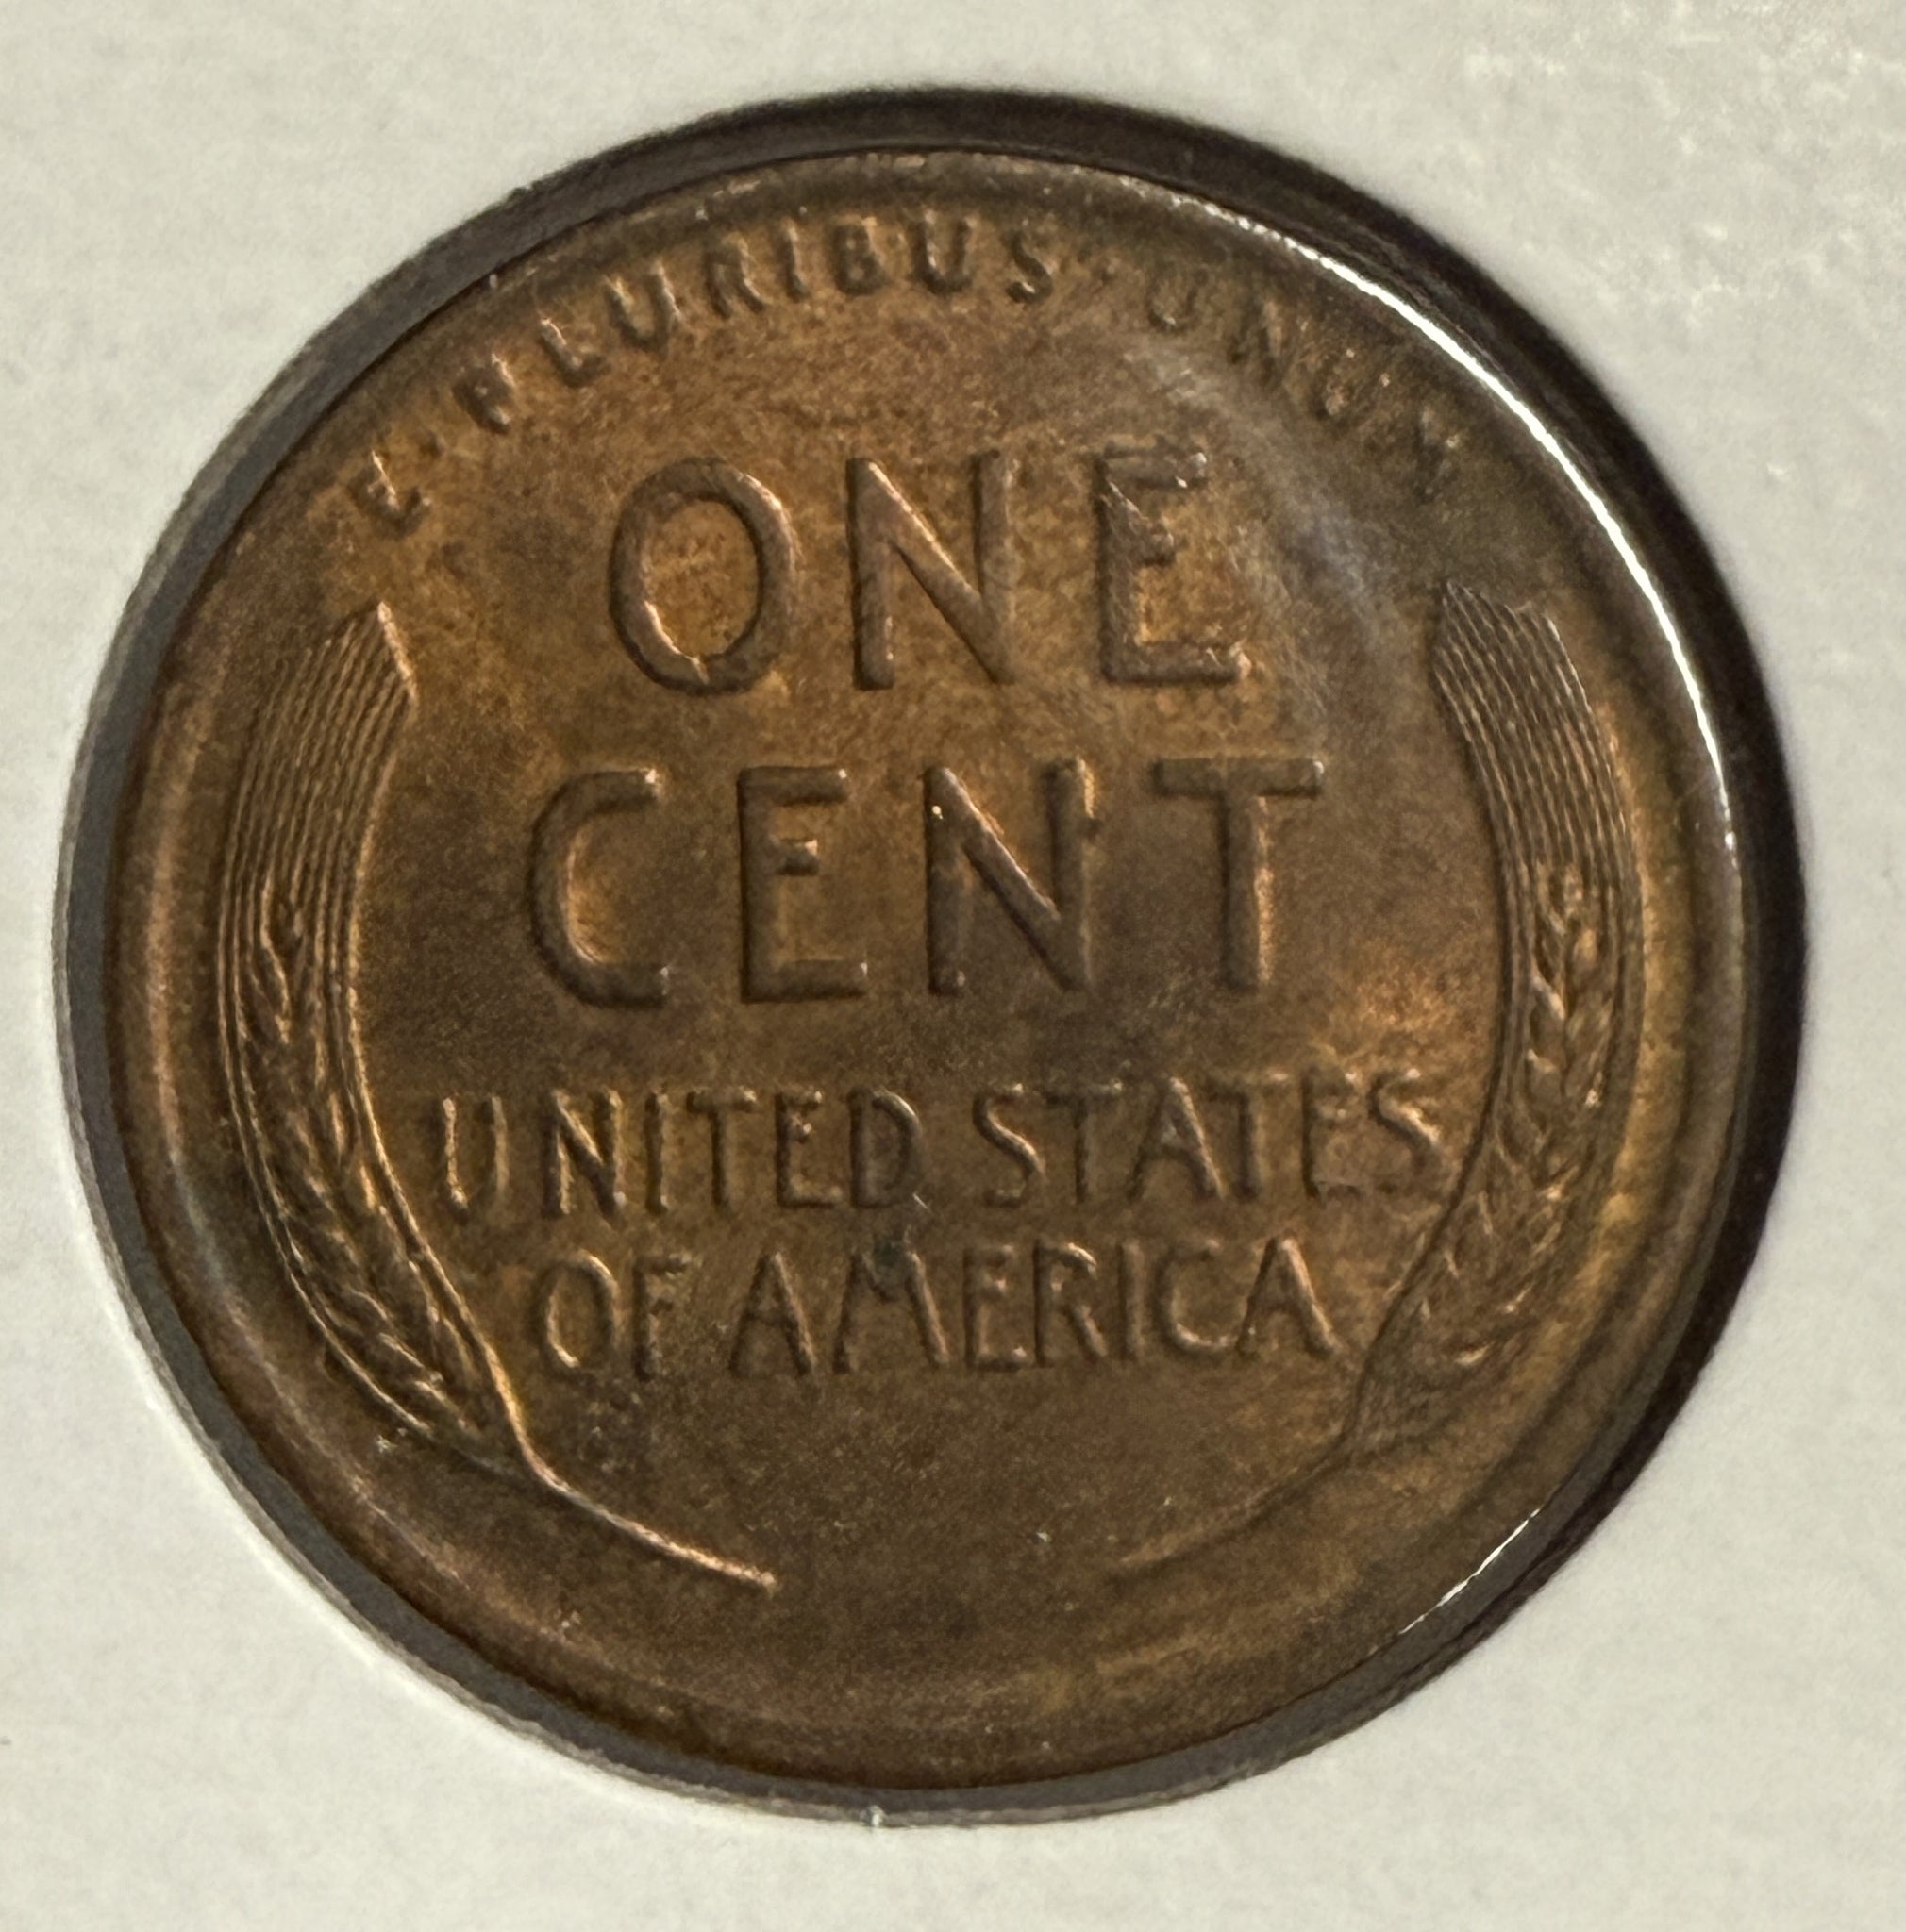 E·PLURIBUS·UNUM
ONE
CENT
UNITED STATES
OF AMERICA